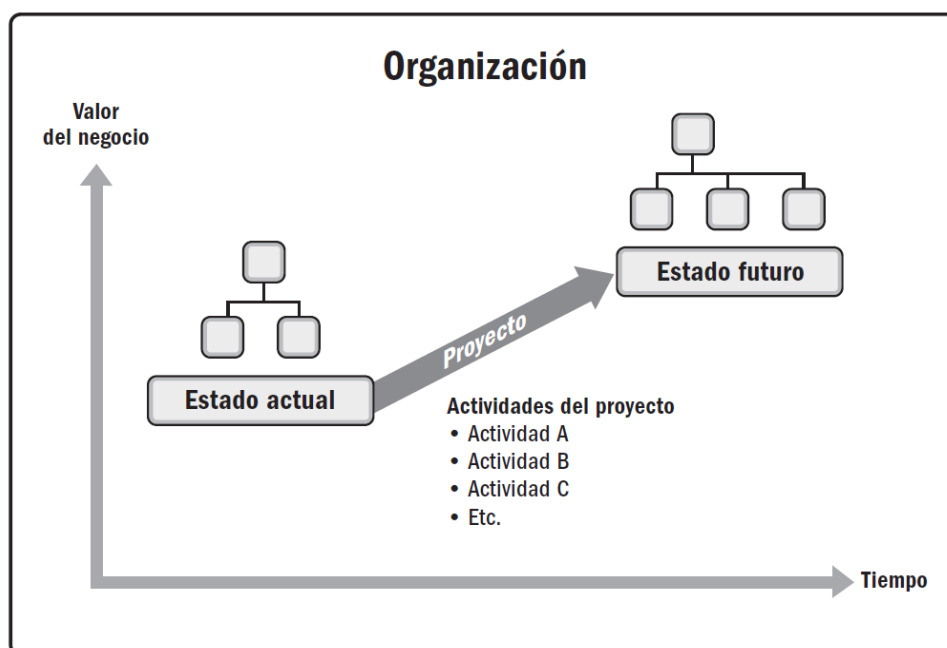 Organización
Valor
del negocio
Estado futuro
Proyecto
Estado actual
Actividades del proyecto
• Actividad A
• Actividad B
• Actividad C
• Etc.
Tiempo